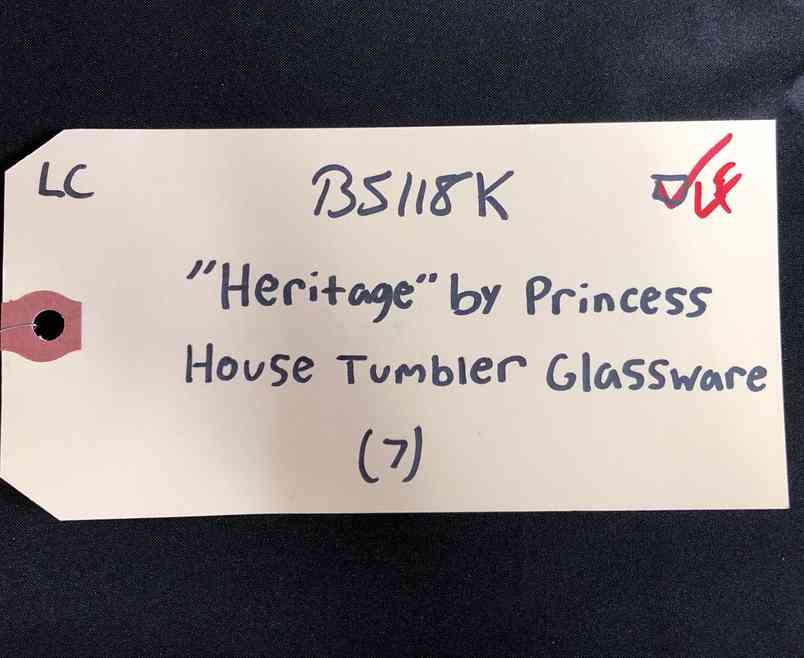 LC
B5118K
"Heritage" by Princess
House Tumbler Glassware
(7)